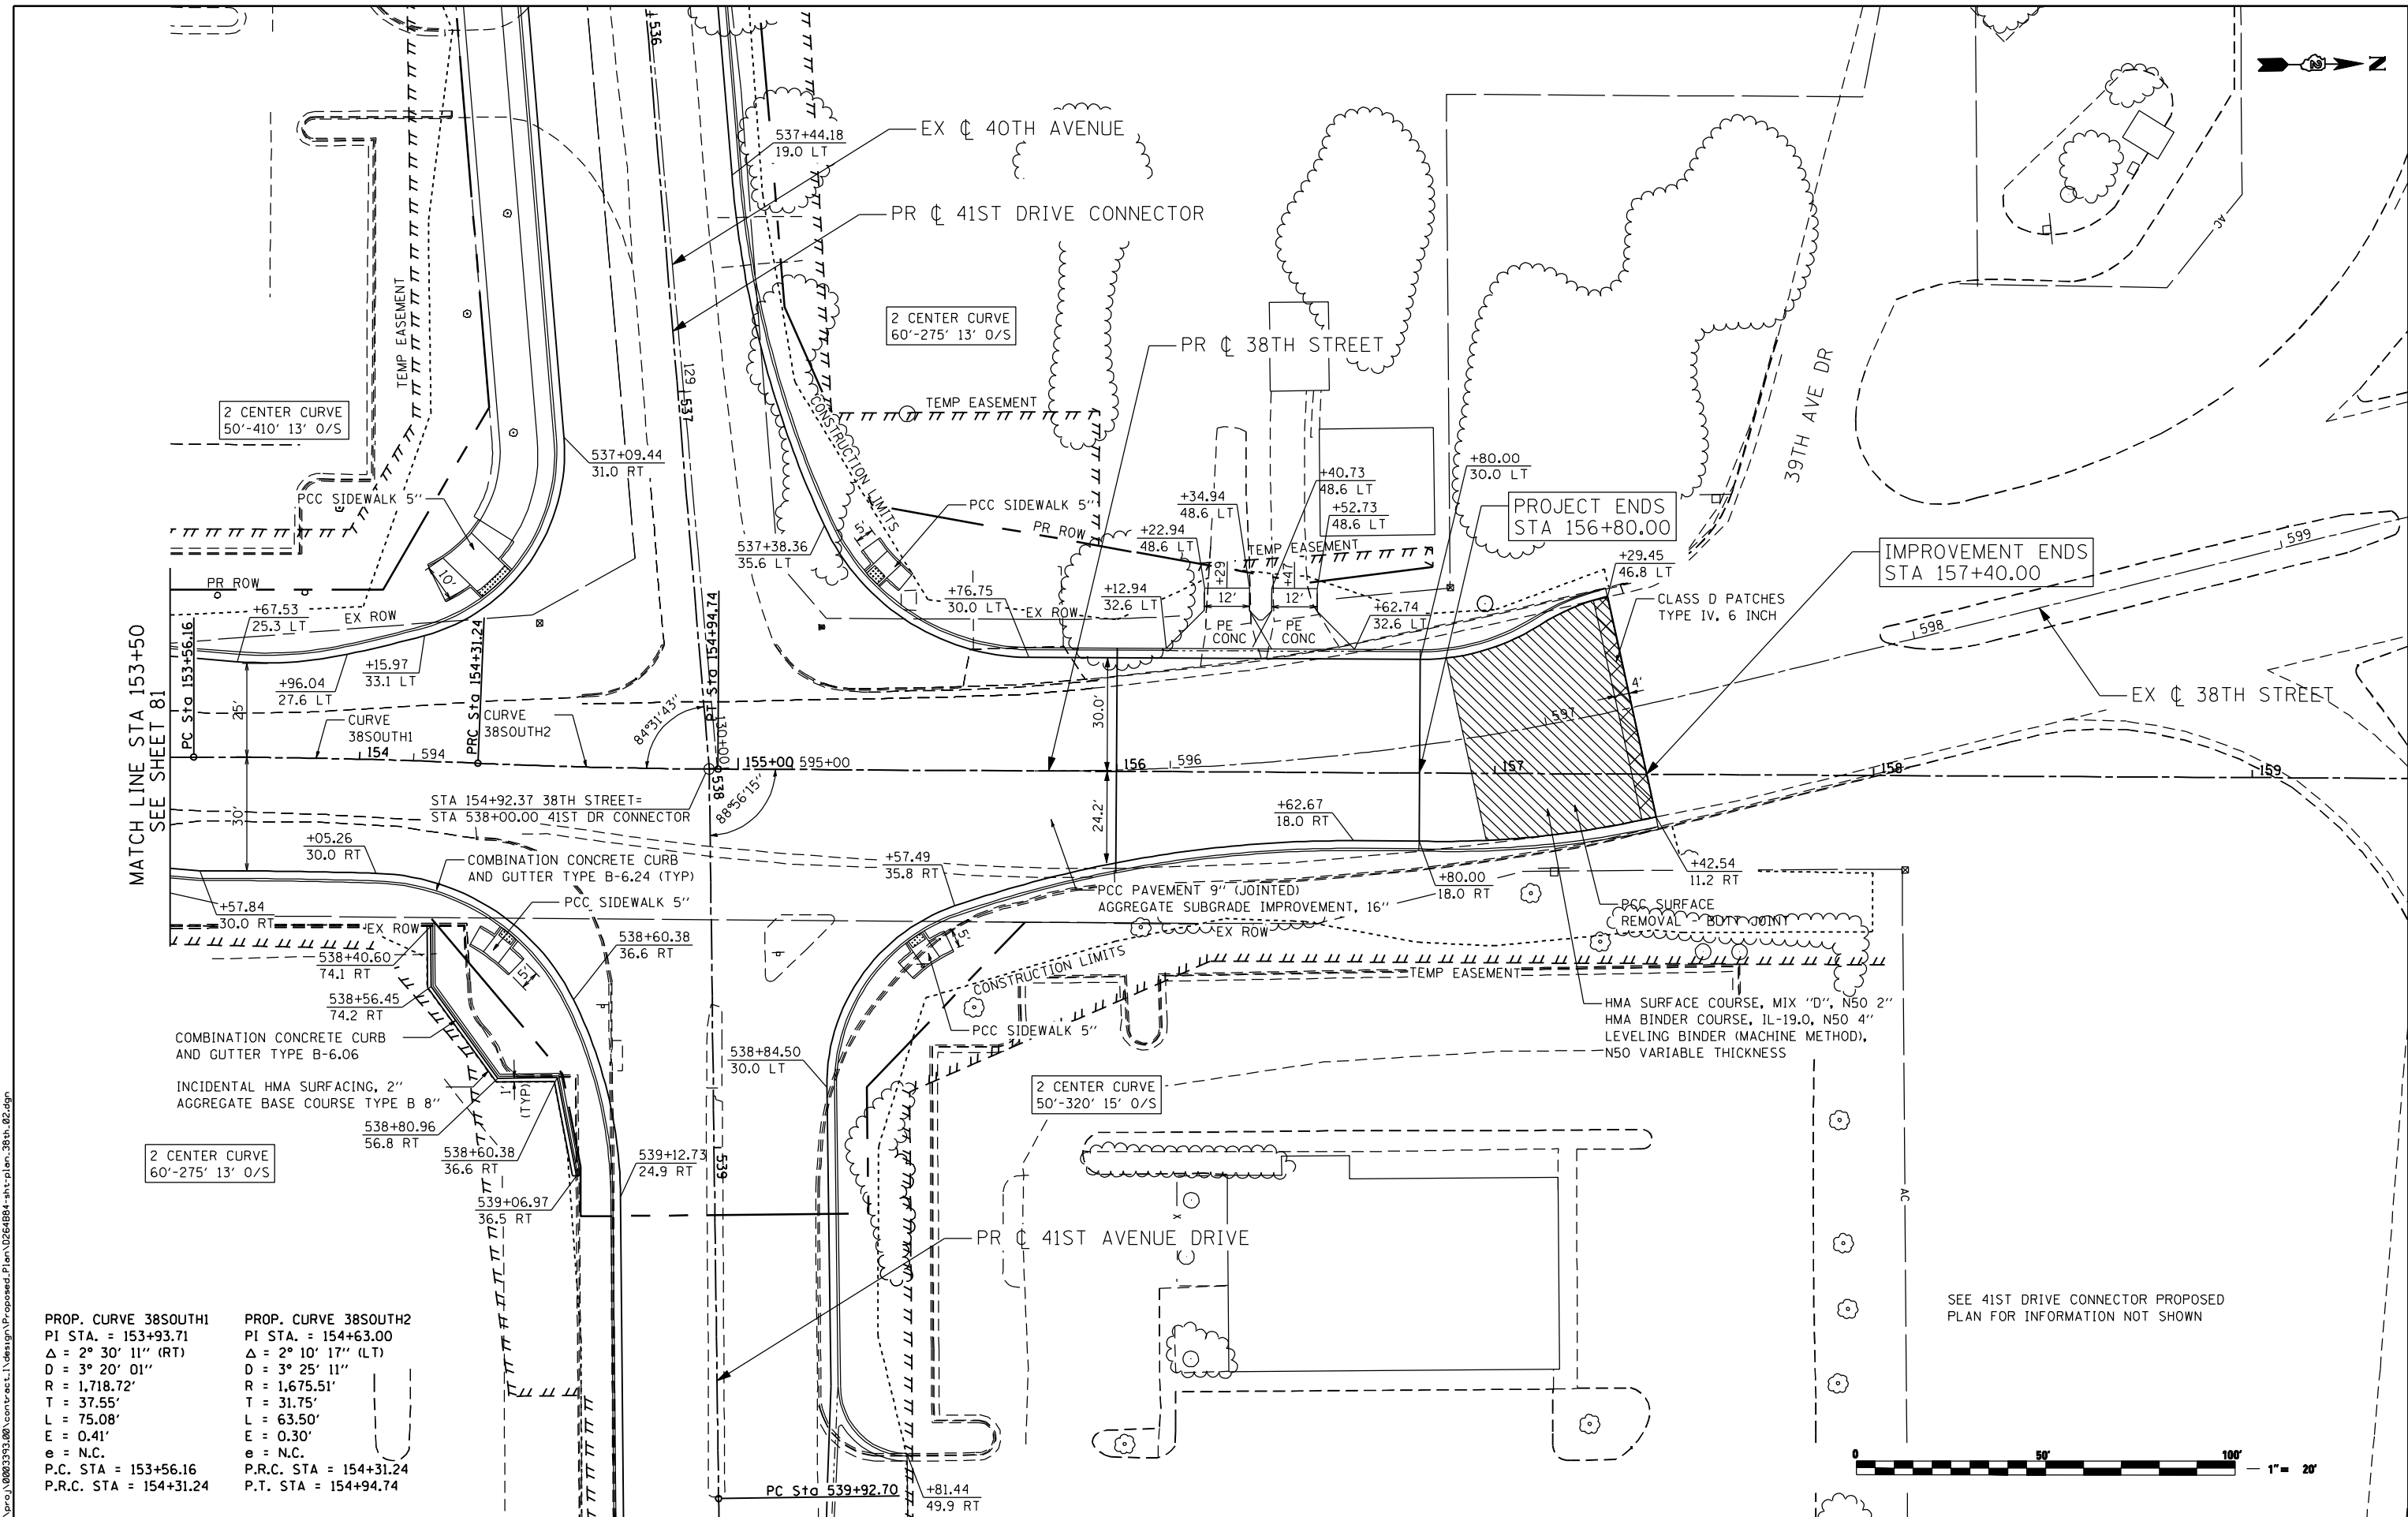 536
N
EX ℄ 40TH AVENUE
537+44.18
19.0 LT
PR ℄ 41ST DRIVE CONNECTOR
AC
TEMP EASEMENT
2 CENTER CURVE
60'-275' 13' O/S
PR ℄ 38TH STREET
39TH AVE DR
129
537
CONSTRUCTION LIMITS
TEMP EASEMENT
2 CENTER CURVE
50'-410' 13' O/S
537+09.44
31.0 RT
+80.00
30.0 LT
+40.73
48.6 LT
PCC SIDEWALK 5"
PCC SIDEWALK 5"
+34.94
48.6 LT
+52.73
48.6 LT
PROJECT ENDS
STA 156+80.00
PR ROW
+22.94
48.6 LT
5'
537+38.36
35.6 LT
TEMP EASEMENT
599
IMPROVEMENT ENDS
STA 157+40.00
+29.45
46.8 LT
10'
PR ROW
+29
+41
12'
12'
+76.75
30.0 LT
+12.94
32.6 LT
EX ROW
CLASS D PATCHES
TYPE IV, 6 INCH
+67.53
25.3 LT
EX ROW
PE
CONC
PE
CONC
+62.74
32.6 LT
598
MATCH LINE STA 153+50
SEE SHEET 81
PC Sta 153+56.16
+15.97
33.1 LT
PRC Sta 154+31.24
PT Sta 154+94.74
+96.04
27.6 LT
4'
EX ℄ 38TH STREET
25'
CURVE
38SOUTH1
CURVE
38SOUTH2
84°31'43"
130+00
30.0'
597
154
594
155+00
595+00
156
596
157
158
159
538
88°56'15"
STA 154+92.37 38TH STREET=
STA 538+00.00 41ST DR CONNECTOR
30'
24.2'
+62.67
18.0 RT
+05.26
30.0 RT
COMBINATION CONCRETE CURB
AND GUTTER TYPE B-6.24 (TYP)
+57.49
35.8 RT
+42.54
11.2 RT
+80.00
18.0 RT
PCC PAVEMENT 9" (JOINTED)
AGGREGATE SUBGRADE IMPROVEMENT, 16"
+57.84
30.0 RT
PCC SIDEWALK 5"
PCC SURFACE
REMOVAL - BUTT JOINT
EX ROW
EX ROW
538+60.38
36.6 RT
5'
538+40.60
74.1 RT
CONSTRUCTION LIMITS
TEMP EASEMENT
5'
538+56.45
74.2 RT
HMA SURFACE COURSE, MIX "D", N50 2"
HMA BINDER COURSE, IL-19.0, N50 4"
LEVELING BINDER (MACHINE METHOD),
N50 VARIABLE THICKNESS
PCC SIDEWALK 5"
COMBINATION CONCRETE CURB
AND GUTTER TYPE B-6.06
538+84.50
30.0 LT
INCIDENTAL HMA SURFACING, 2"
AGGREGATE BASE COURSE TYPE B 8"
1'
(TYP)
2 CENTER CURVE
50'-320' 15' O/S
538+80.96
56.8 RT
538+60.38
36.6 RT
2 CENTER CURVE
60'-275' 13' O/S
539+12.73
24.9 RT
539
539+06.97
36.5 RT
AC
PR ℄ 41ST AVENUE DRIVE
SEE 41ST DRIVE CONNECTOR PROPOSED
PLAN FOR INFORMATION NOT SHOWN
PROP. CURVE 38SOUTH1
PI STA. = 153+93.71
Δ = 2° 30' 11" (RT)
D = 3° 20' 01"
R = 1,718.72'
T = 37.55'
L = 75.08'
E = 0.41'
e = N.C.
P.C. STA = 153+56.16
P.R.C. STA = 154+31.24
PROP. CURVE 38SOUTH2
PI STA. = 154+63.00
Δ = 2° 10' 17" (LT)
D = 3° 25' 11"
R = 1,675.51'
T = 31.75'
L = 63.50'
E = 0.30'
e = N.C.
P.R.C. STA = 154+31.24
P.T. STA = 154+94.74
PC Sta 539+92.70
+81.44
49.9 RT
0 50' 100'
1"= 20'